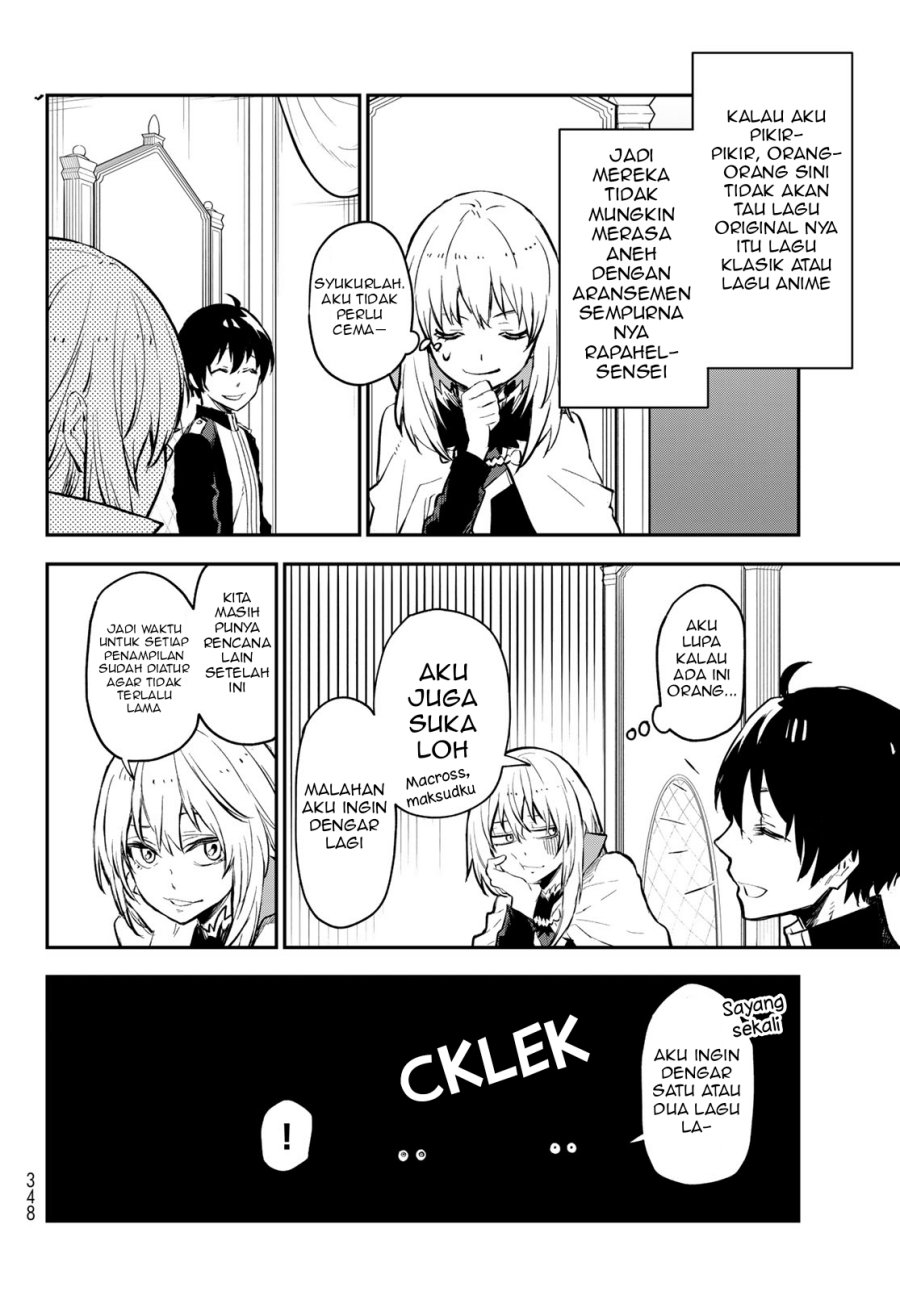 KALAU AKU
PIKIR-
PIKIR, ORANG-
ORANG SINI
TIDAK AKAN
TAU LAGU
ORIGINAL NYA
ITU LAGU
KLASIK ATAU
LAGU ANIME
JADI
MEREKA
TIDAK
MUNGKIN
MERASA
ANEH
DENGAN
ARANSEMEN
SEMPURNA
NYA
RAPAHEL-
SENSEI
SYUKURLAH.
AKU TIDAK
PERLU
CEMA-
AKU
LUPA
KALAU
ADA INI
ORANG...
AKU
JUGA
SUKA
LOH
Macross,
maksudku
MALAHAN
AKU INGIN
DENGAR
LAGI
KITA
MASIH
PUNYA
RENCANA
LAIN
SETELAH
INI
JADI WAKTU
UNTUK SETIAP
PENAMPILAN
SUDAH DIATUR
AGAR TIDAK
TERLALU
LAMA
Sayang
sekali
AKU INGIN
DENGAR
SATU ATAU
DUA LAGU
LA-
CKLEK
!
348